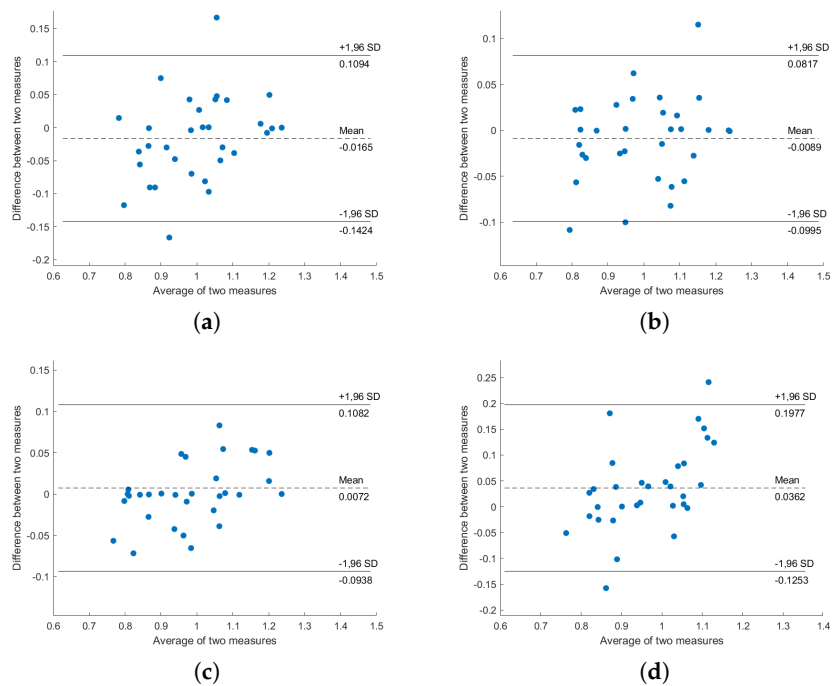 0.15
0.1
0.05
0
-0.05
-0.1
-0.15
-0.2
Difference between two measures
+1,96 SD
0.1094
Mean
-0.0165
-1,96 SD
-0.1424
0.6 0.7 0.8 0.9 1 1.1 1.2 1.3 1.4 1.5
Average of two measures
(a)
0.1
0.05
0
-0.05
-0.1
Difference between two measures
+1,96 SD
0.0817
Mean
-0.0089
-1,96 SD
-0.0995
0.6 0.7 0.8 0.9 1 1.1 1.2 1.3 1.4 1.5
Average of two measures
(b)
0.15
0.1
0.05
0
-0.05
-0.1
Difference between two measures
+1,96 SD
0.1082
Mean
0.0072
-1,96 SD
-0.0938
0.6 0.7 0.8 0.9 1 1.1 1.2 1.3 1.4 1.5
Average of two measures
(c)
0.25
0.2
0.15
0.1
0.05
0
-0.05
-0.1
-0.15
-0.2
Difference between two measures
+1,96 SD
0.1977
Mean
0.0362
-1,96 SD
-0.1253
0.6 0.7 0.8 0.9 1 1.1 1.2 1.3 1.4
Average of two measures
(d)